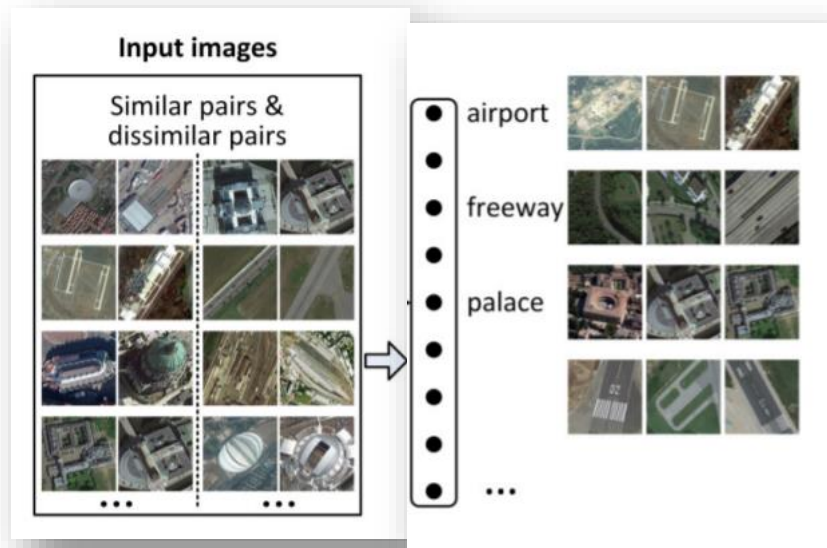 Input images
Similar pairs &
dissimilar pairs
... ...
airport
freeway
palace
...